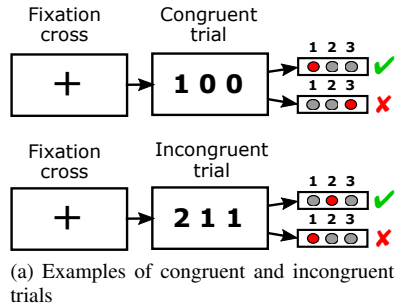 Fixation cross
Congruent trial
1 0 0
1 2 3
1 2 3
Fixation cross
Incongruent trial
2 1 1
1 2 3
1 2 3
(a) Examples of congruent and incongruent
trials